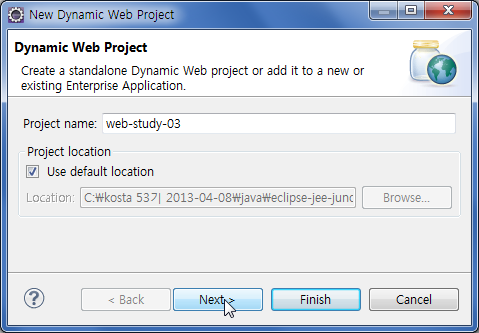 New Dynamic Web Project
Dynamic Web Project
Create a standalone Dynamic Web project or add it to a new or
existing Enterprise Application.
Project name: web-study-03
Project location
Use default location
Location: C:₩kosta 537| 2013-04-08₩java₩eclipse-jee-junc Browse...
? < Back Next > Finish Cancel